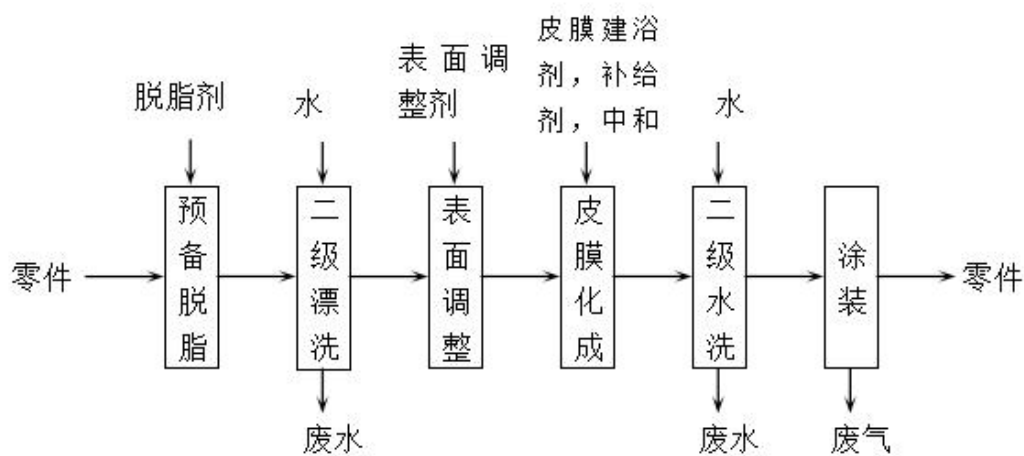 脱脂剂
水
表面调
整剂
皮膜建浴
剂，补给
剂，中和
水
零件
预备脱脂
二级漂洗
表面调整
皮膜化成
二级水洗
涂装
零件
废水
废水
废气